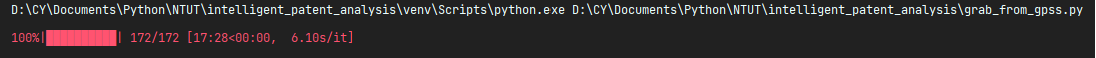 D:\CY\Documents\Python\NTUT\intelligent_patent_analysis\venv\Scripts\python.exe D:\CY\Documents\Python\NTUT\intelligent_patent_analysis\grab_from_gpss.py
100%|██████████| 172/172 [17:28<00:00,  6.10s/it]